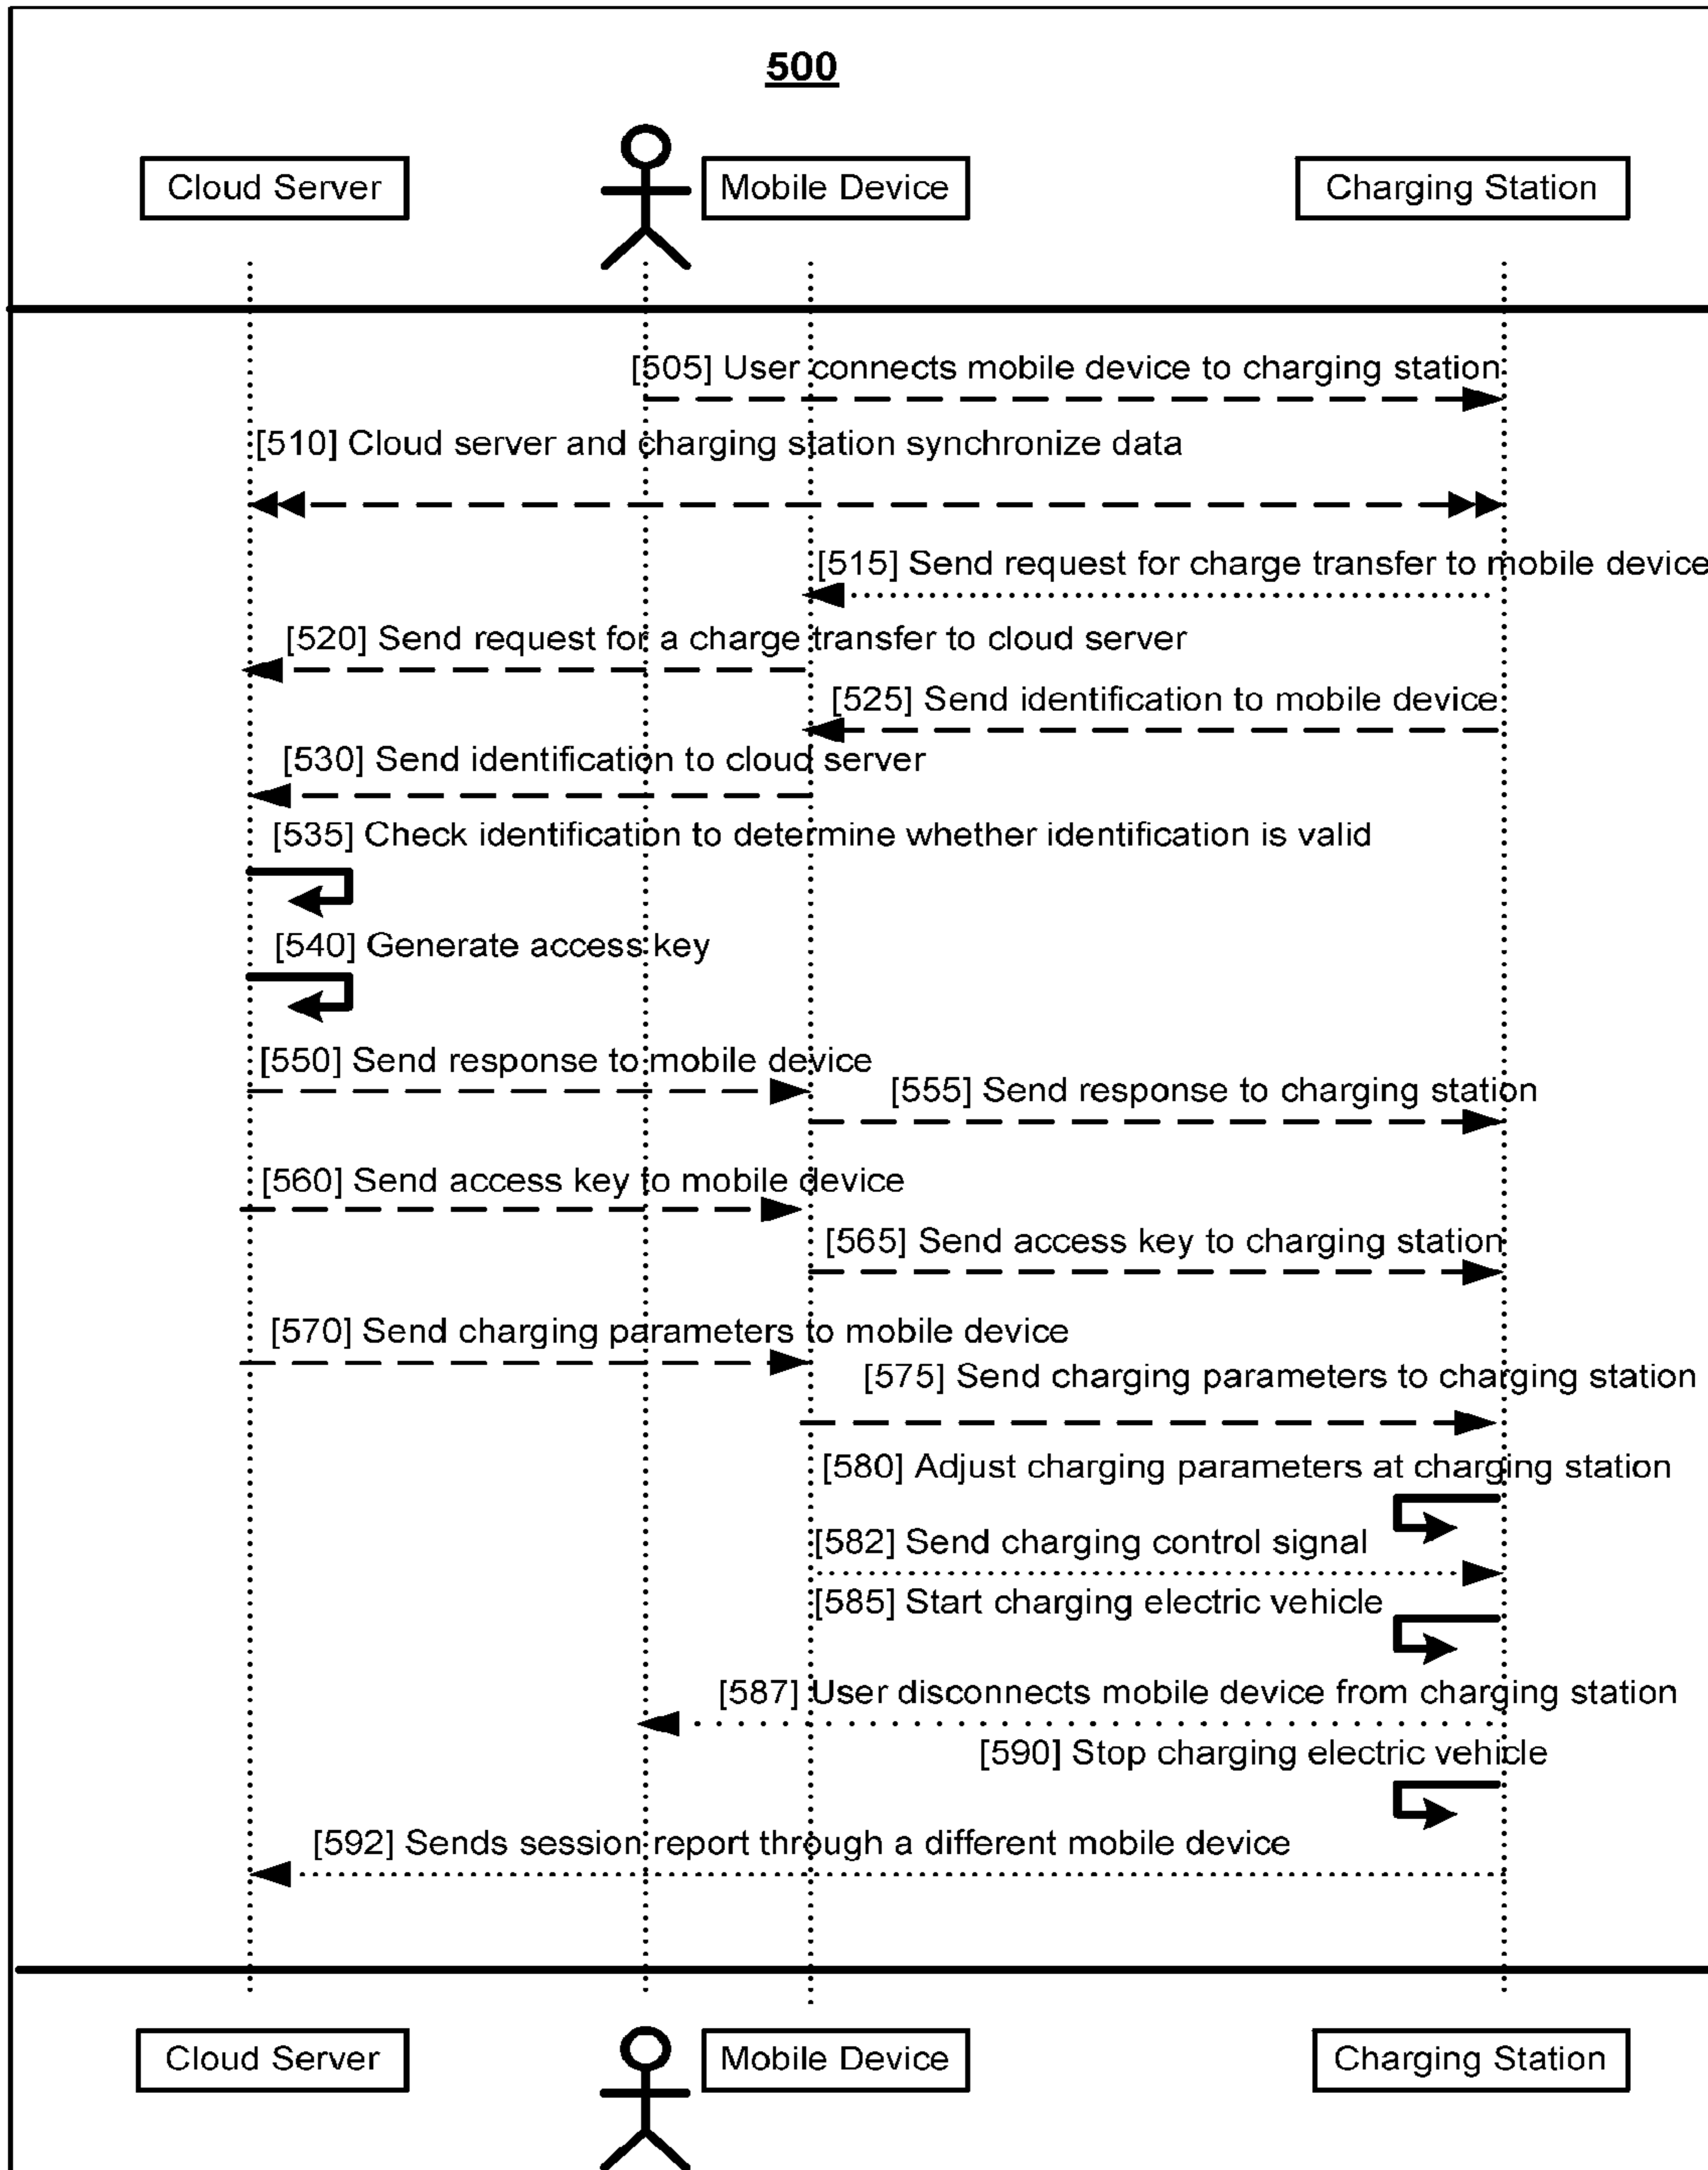 500
Cloud Server
Mobile Device
Charging Station
[505] User connects mobile device to charging station
[510] Cloud server and charging station synchronize data
[515] Send request for charge transfer to mobile device
[520] Send request for a charge transfer to cloud server
[525] Send identification to mobile device
[530] Send identification to cloud server
[535] Check identification to determine whether identification is valid
[540] Generate access key
[550] Send response to mobile device
[555] Send response to charging station
[560] Send access key to mobile device
[565] Send access key to charging station
[570] Send charging parameters to mobile device
[575] Send charging parameters to charging station
[580] Adjust charging parameters at charging station
[582] Send charging control signal
[585] Start charging electric vehicle
[587] User disconnects mobile device from charging station
[590] Stop charging electric vehicle
[592] Sends session report through a different mobile device
Cloud Server
Mobile Device
Charging Station